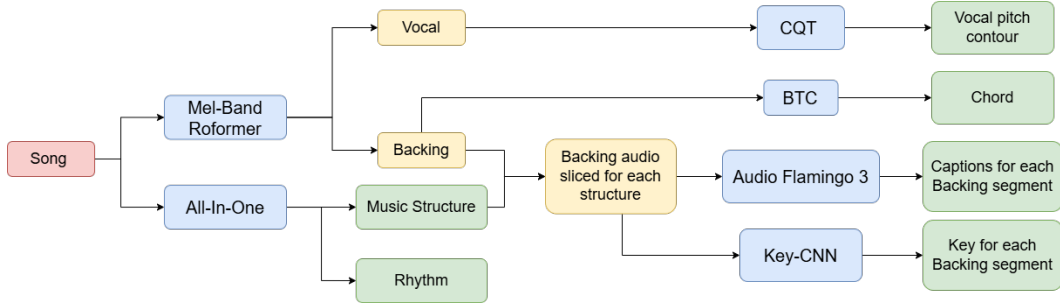 Vocal
CQT
Vocal pitch
contour
Mel-Band
Roformer
BTC
Chord
Song
Backing
Backing audio
sliced for each
structure
Audio Flamingo 3
Captions for each
Backing segment
All-In-One
Music Structure
Key-CNN
Key for each
Backing segment
Rhythm